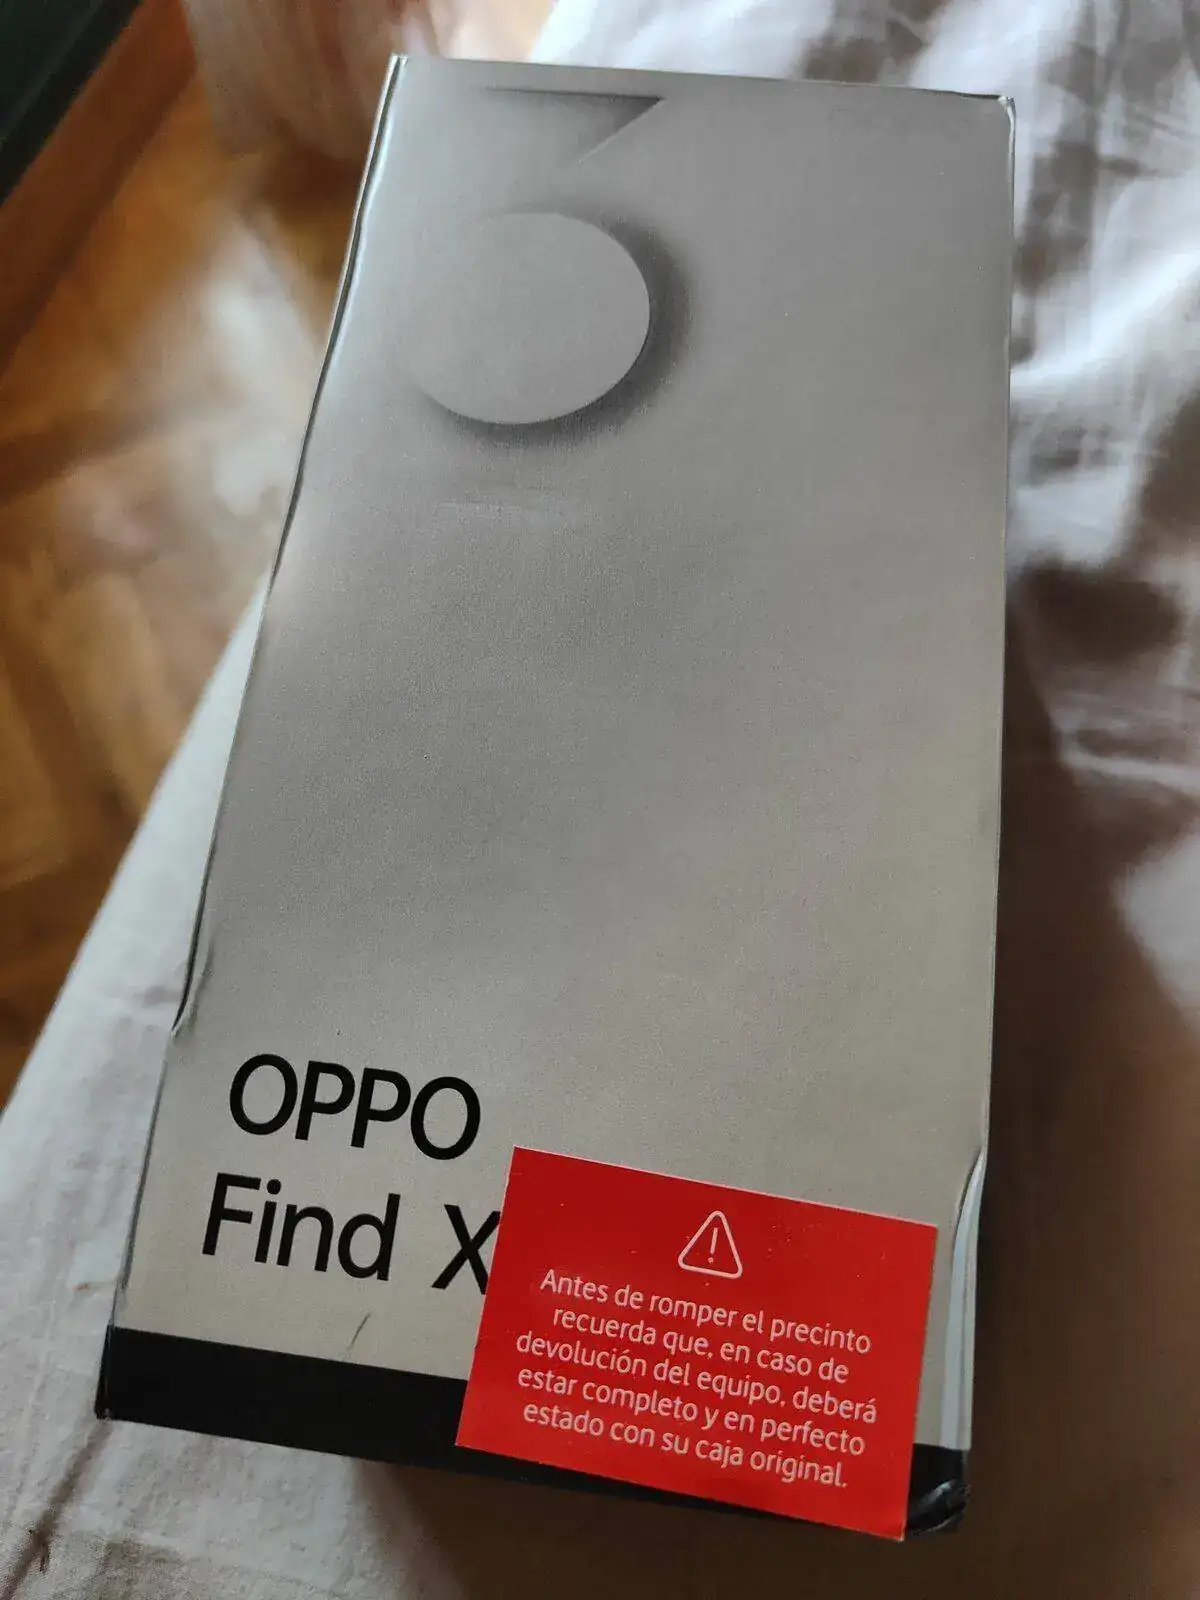 3
OPPO
Find X
Antes de romper el precinto
recuerda que, en caso de
devolución del equipo, deberá
estar completo y en perfecto
estado con su caja original.